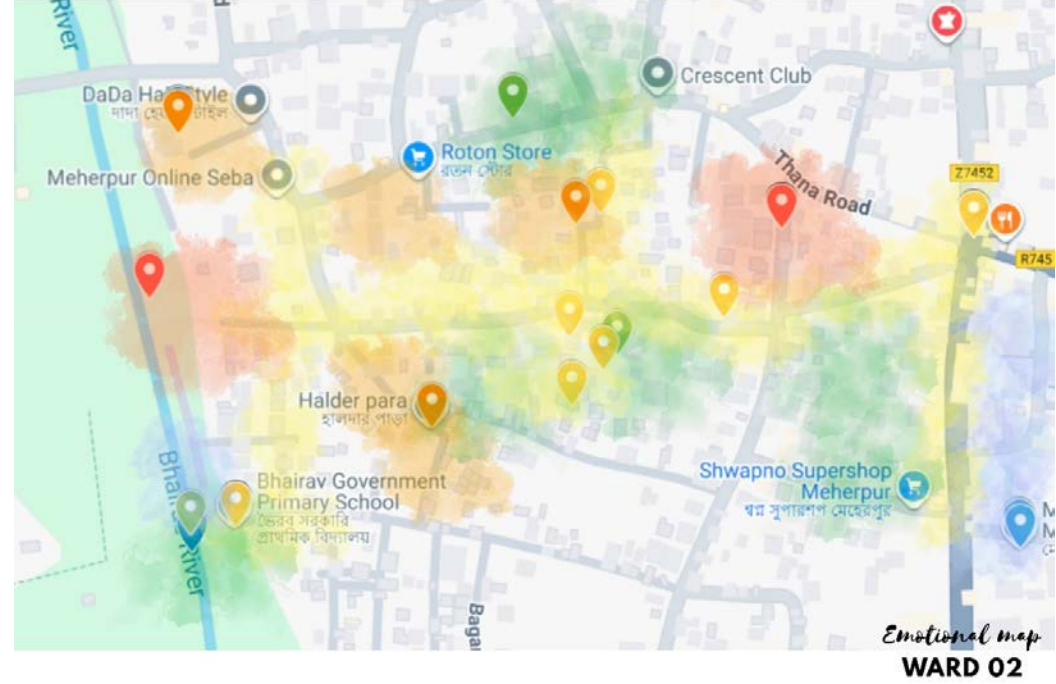 River
Crescent Club
DaDa Ha Style
দাদা হে টাইল
Roton Store
রতন স্টোর
Meherpur Online Seba
Thana Road
Z7452
R745
Halder para
হালদার পাড়া
Bhairav Government
Primary School
ভৈরব সরকারি
প্রাথমিক বিদ্যালয়
River
Shwapno Supershop
Meherpur
স্বপ্ন সুপারশপ মেহেরপুর
M
M
Baga
Emotional map
WARD 02